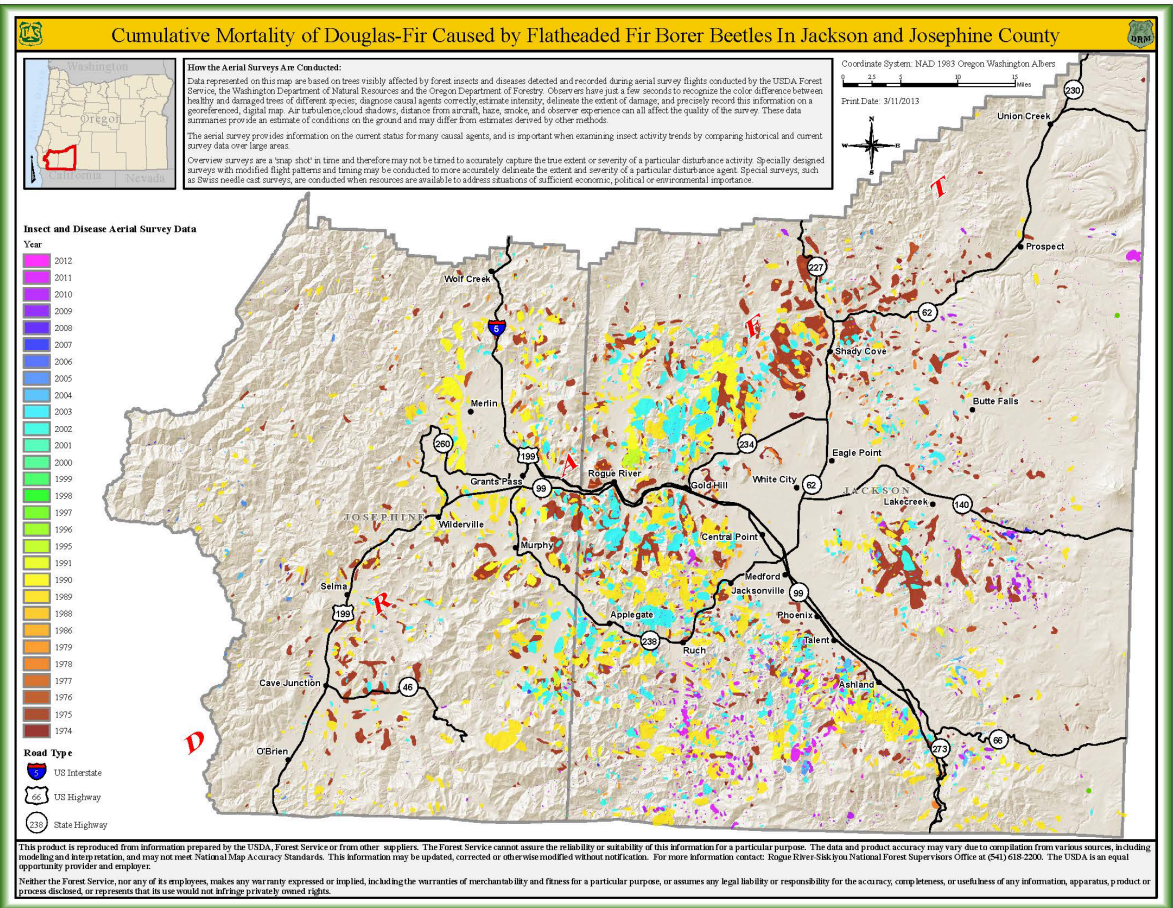 Cumulative Mortality of Douglas-Fir Caused by Flatheaded Fir Borer Beetles In Jackson and Josephine County
Washington
Oregon
California
Nevada
How the Aerial Surveys Are Conducted:
Data represented on this map are based on trees visibly affected by forest insects and diseases detected and recorded during aerial survey flights conducted by the USDA Forest
Service, the Washington Department of Natural Resources and the Oregon Department of Forestry. Observers have just a few seconds to recognize the color difference between
healthy and damaged trees of different species; diagnose causal agents correctly; estimate intensity; delineate the extent of damage; and precisely record this information on a
georeferenced, digital map. Air turbulence, cloud shadows, distance from aircraft, haze, smoke, and observer experience can all affect the quality of the survey. These data
summaries provide an estimate of conditions on the ground and may differ from estimates derived by other methods.
The aerial survey provides information on the current status for many causal agents, and is important when examining insect activity trends by comparing historical and current
survey data over large areas.
Overview surveys are a 'snap shot' in time and therefore may not be timed to accurately capture the true extent or severity of a particular disturbance activity. Specially designed
surveys with modified flight patterns and timing may be conducted to more accurately delineate the extent and severity of a particular disturbance agent. Special surveys, such
as Swiss needle cast surveys, are conducted when resources are available to address situations of sufficient economic, political or environmental importance.
Coordinate System: NAD 1983 Oregon Washington Albers
0 2.5 5 10 15
Miles
Print Date: 3/11/2013
N
W E
S
230
Union Creek
T
Prospect
227
62
Wolf Creek
5
F
Shady Cove
Merlin
Butte Falls
260
234
199
A
Eagle Point
Rogue River
Grants Pass
99
Gold Hill
White City
62
JACKSON
Lakecreek
140
JOSEPHINE
Wilderville
Central Point
Murphy
Medford
Selma
Jacksonville
99
R
199
Applegate
Phoenix
238
Talent
Ruch
Cave Junction
46
Ashland
D
66
273
O'Brien
Insect and Disease Aerial Survey Data
Year
2012
2011
2010
2009
2008
2007
2006
2005
2004
2003
2002
2001
2000
1999
1998
1997
1996
1995
1991
1990
1989
1988
1986
1979
1978
1977
1976
1975
1974
Road Type
5 US Interstate
66 US Highway
238 State Highway
This product is reproduced from information prepared by the USDA, Forest Service or from other suppliers. The Forest Service cannot assure the reliability or suitability of this information for a particular purpose. The data and product accuracy may vary due to compilation from various sources, including
modeling and interpretation, and may not meet National Map Accuracy Standards. This information may be updated, corrected or otherwise modified without notification. For more information contact: Rogue River-Siskiyou National Forest Supervisors Office at (541) 618-2200. The USDA is an equal
opportunity provider and employer.
Neither the Forest Service, nor any of its employees, makes any warranty expressed or implied, including the warranties of merchantability and fitness for a particular purpose, or assumes any legal liability or responsibility for the accuracy, completeness, or usefulness of any information, apparatus, product or
process disclosed, or represents that its use would not infringe privately owned rights.